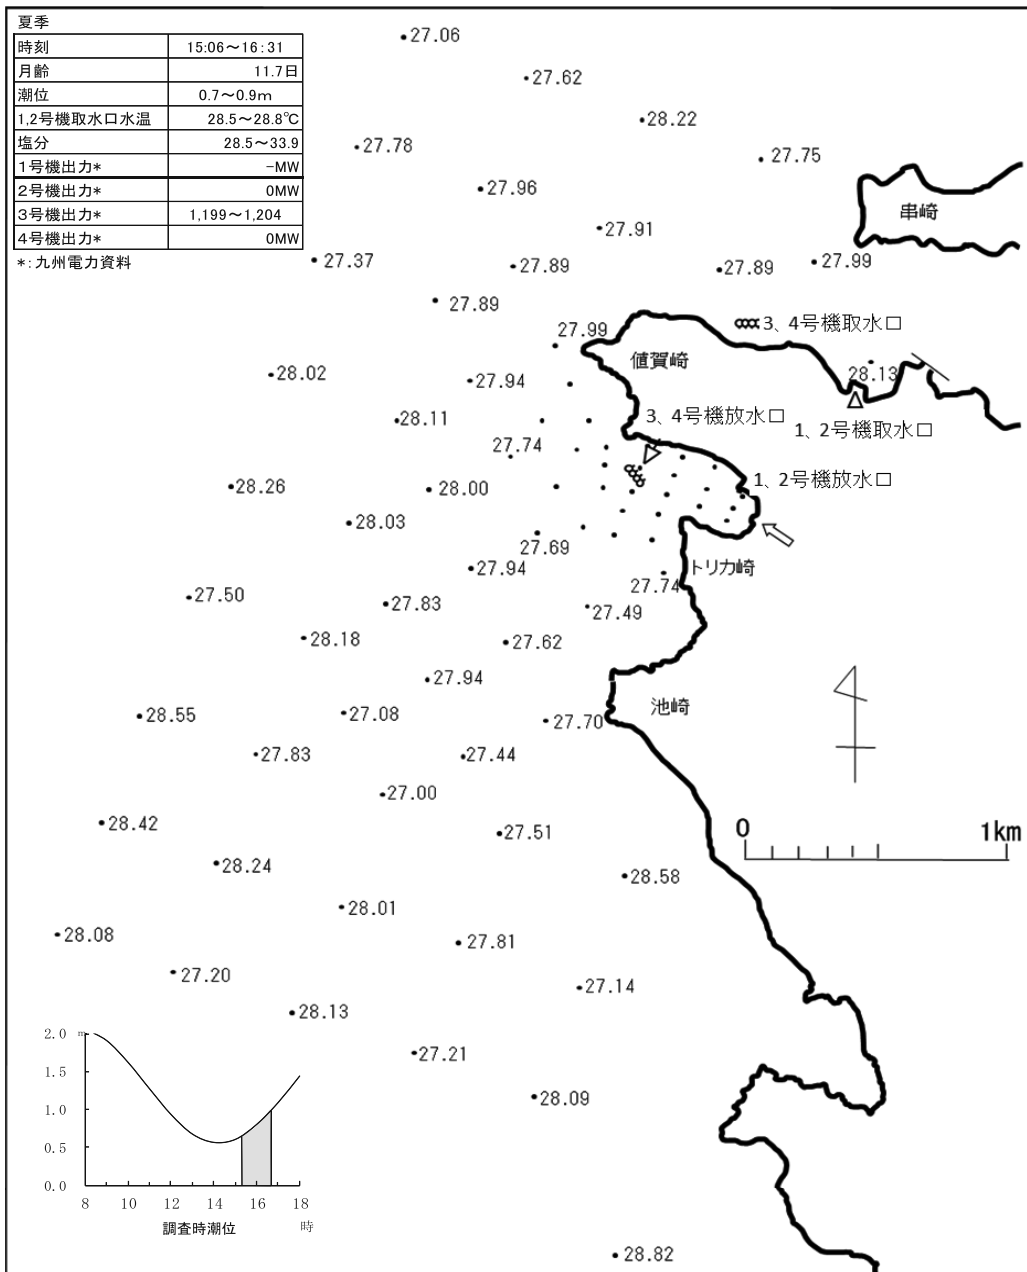 夏季
時刻 15:06～16:31
月齢 11.7日
潮位 0.7～0.9m
1,2号機取水口水温 28.5～28.8℃
塩分 28.5～33.9
1号機出力* -MW
2号機出力* 0MW
3号機出力* 1,199～1,204
4号機出力* 0MW
*:九州電力資料
27.06
27.62
28.22
27.78
27.75
27.96
串崎
27.91
27.37
27.89
27.89
27.99
27.89
3、4号機取水口
27.99
値賀崎
28.02
27.94
28.13
28.11
3、4号機放水口
1、2号機取水口
27.74
28.26
28.00
1、2号機放水口
28.03
27.69
27.94
トリカ崎
27.74
27.50
27.83
27.49
28.18
27.62
27.94
28.55
27.08
27.70
池崎
27.83
27.44
27.00
28.42
27.51
0 1km
28.24
28.58
28.01
28.08
27.81
27.20
27.14
28.13
27.21
28.09
28.82
2.0 m
1.5
1.0
0.5
0.0
8 10 12 14 16 18
調査時潮位 時